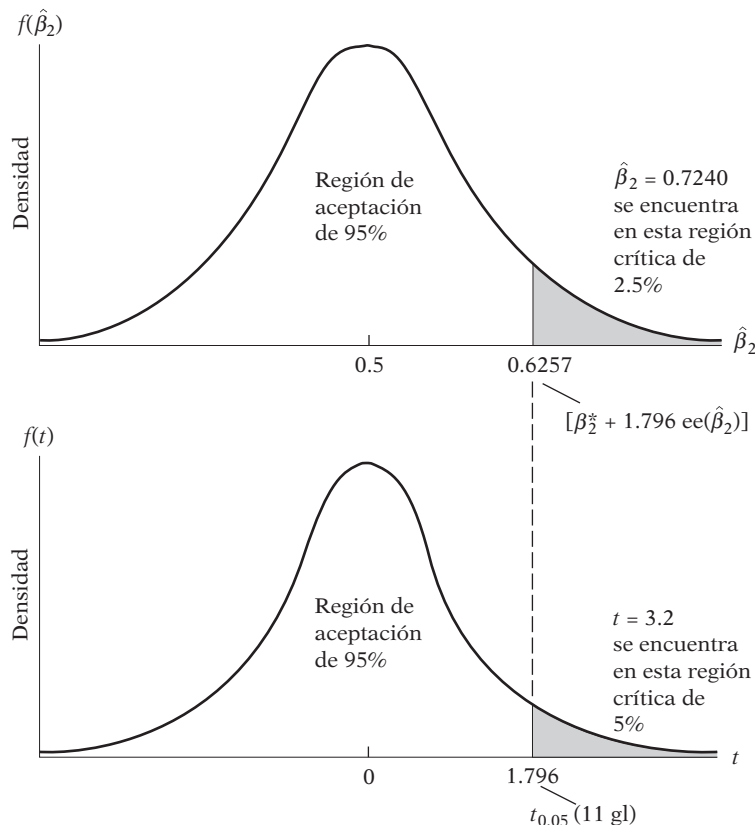 f(β̂₂)
Densidad
Región de
aceptación
de 95%
β̂₂ = 0.7240
se encuentra
en esta región
crítica de
2.5%
β̂₂
0.5
0.6257
[β₂* + 1.796 ee(β̂₂)]
f(t)
Densidad
Región de
aceptación
de 95%
t = 3.2
se encuentra
en esta región
crítica de
5%
t
0
1.796
t₀.₀₅ (11 gl)